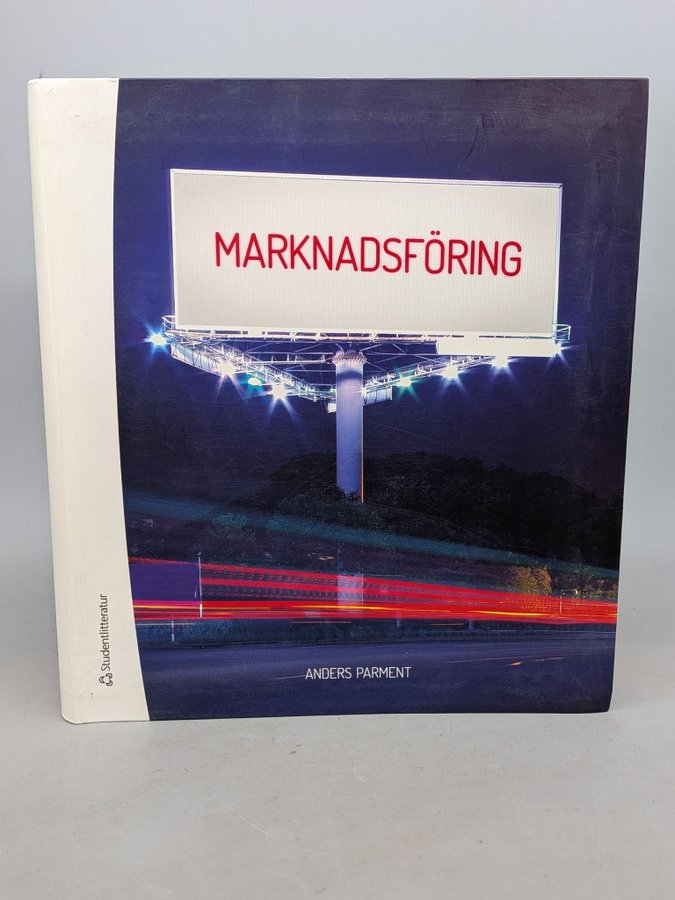 MARKNADSFÖRING
Studentlitteratur
ANDERS PARMENT